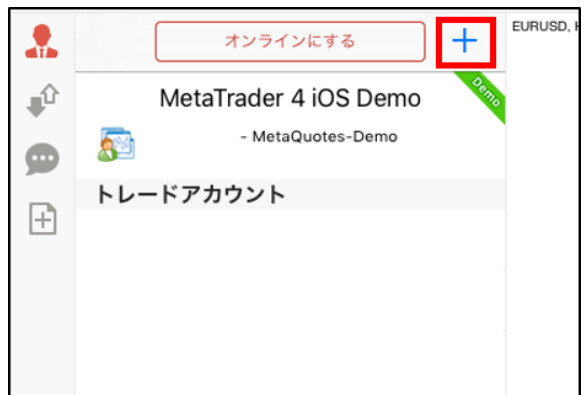 オンラインにする
EURUSD,
MetaTrader 4 iOS Demo
Demo
- MetaQuotes-Demo
トレードアカウント